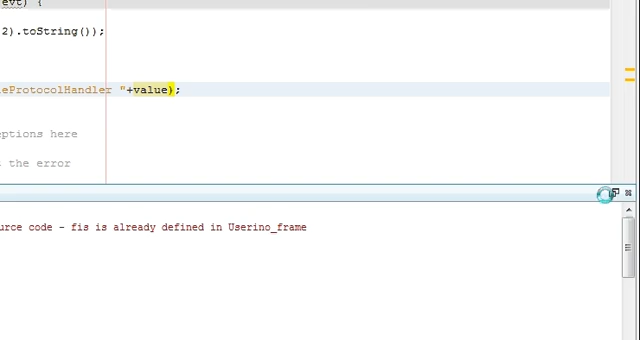 evt) {
2).toString());
eProtocolHandler "+value);
eptions here
t the error
urce code - fis is already defined in Userino_frame